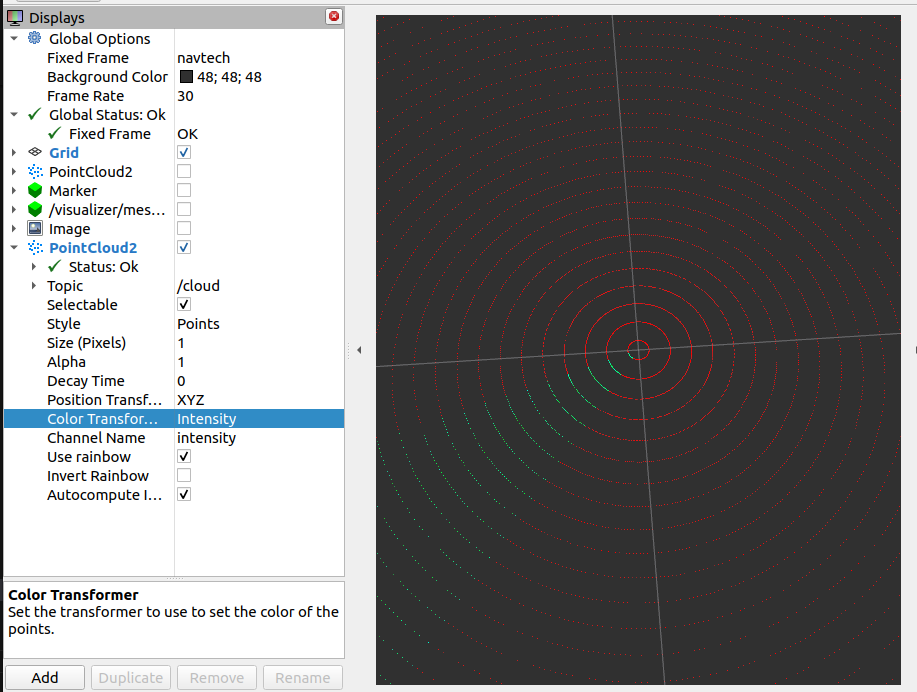 Displays
Global Options
Fixed Frame navtech
Background Color 48; 48; 48
Frame Rate 30
Global Status: Ok
Fixed Frame OK
Grid
PointCloud2
Marker
/visualizer/mes...
Image
PointCloud2
Status: Ok
Topic /cloud
Selectable
Style Points
Size (Pixels) 1
Alpha 1
Decay Time 0
Position Transf... XYZ
Color Transfor... Intensity
Channel Name intensity
Use rainbow
Invert Rainbow
Autocompute I...
Color Transformer
Set the transformer to use to set the color of the
points.
Add Duplicate Remove Rename